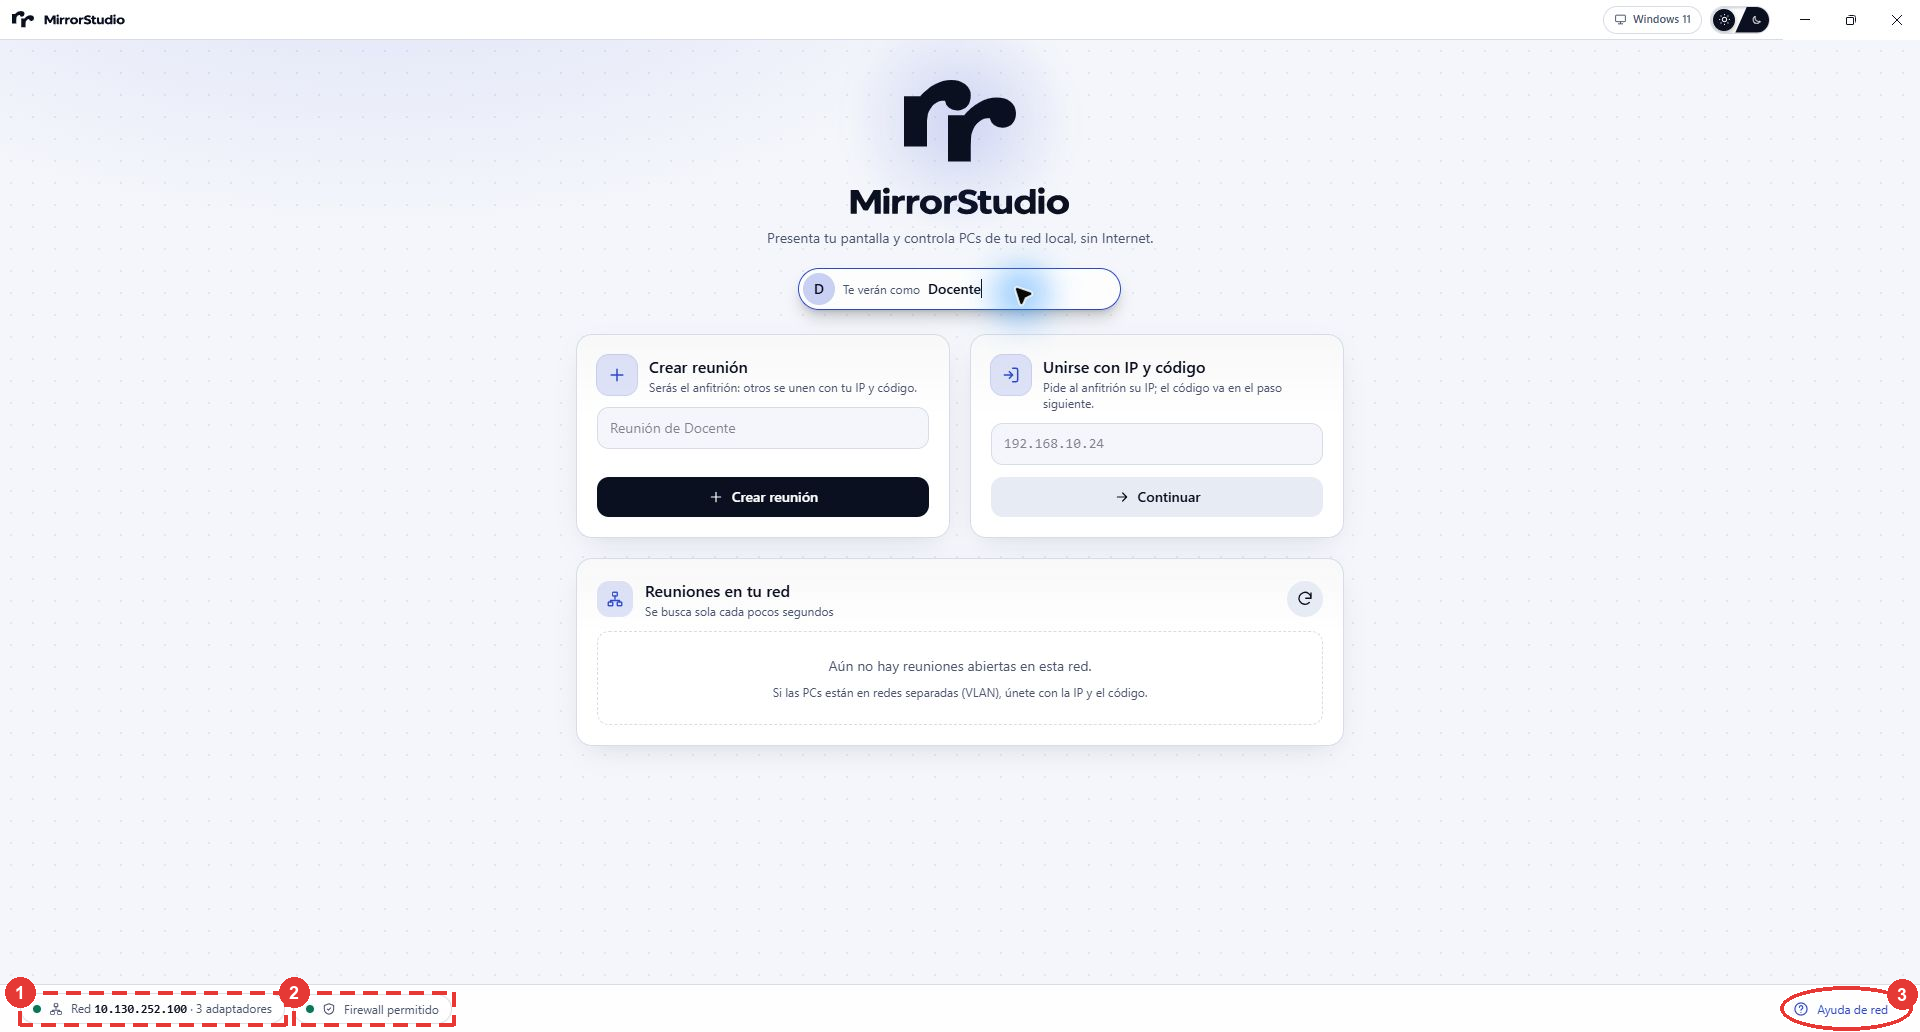 MirrorStudio
Windows 11
MirrorStudio
Presenta tu pantalla y controla PCs de tu red local, sin Internet.
D Te verán como Docente
Crear reunión
Serás el anfitrión: otros se unen con tu IP y código.
Reunión de Docente
Crear reunión
Unirse con IP y código
Pide al anfitrión su IP; el código va en el paso
siguiente.
192.168.10.24
Continuar
Reuniones en tu red
Se busca sola cada pocos segundos
Aún no hay reuniones abiertas en esta red.
Si las PCs están en redes separadas (VLAN), únete con la IP y el código.
1
Red 10.130.252.100 · 3 adaptadores
2
Firewall permitido
3
Ayuda de red